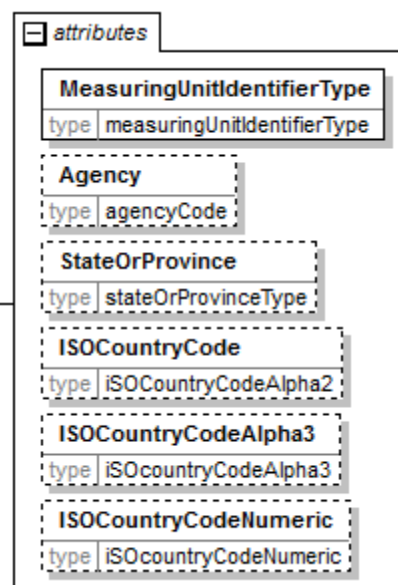 attributes
MeasuringUnitIdentifierType
type measuringUnitIdentifierType
Agency
type agencyCode
StateOrProvince
type stateOrProvinceType
ISOCountryCode
type iSOCountryCodeAlpha2
ISOCountryCodeAlpha3
type iSOcountryCodeAlpha3
ISOCountryCodeNumeric
type iSOcountryCodeNumeric